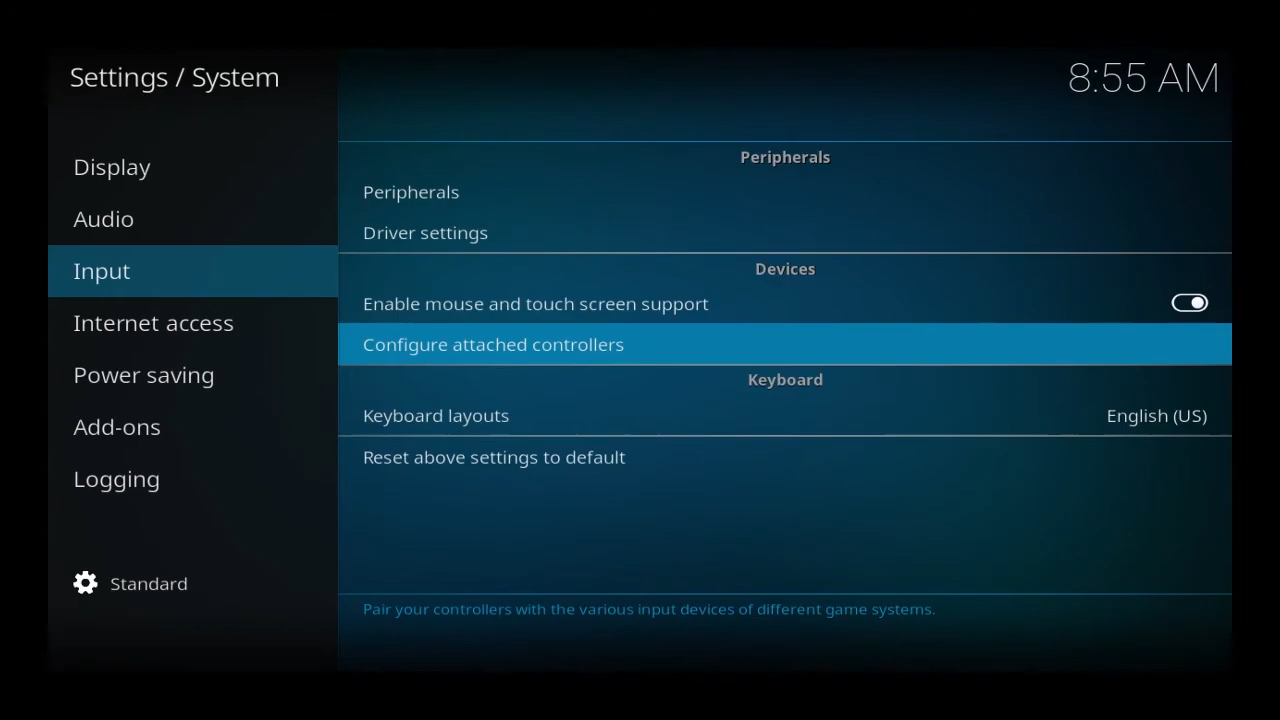 Settings / System
8:55 AM
Display
Audio
Input
Internet access
Power saving
Add-ons
Logging
Standard
Peripherals
Peripherals
Driver settings
Devices
Enable mouse and touch screen support
Configure attached controllers
Keyboard
Keyboard layouts English (US)
Reset above settings to default
Pair your controllers with the various input devices of different game systems.